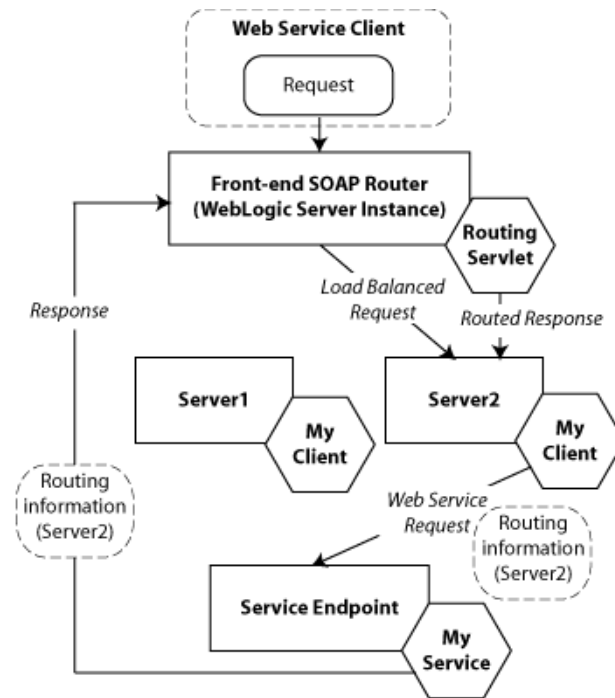 Web Service Client
Request
Front-end SOAP Router
(WebLogic Server Instance)
Routing
Servlet
Load Balanced
Request
Routed Response
Response
Server1
My
Client
Server2
My
Client
Routing
information
(Server2)
Web Service
Request
Routing
information
(Server2)
Service Endpoint
My
Service